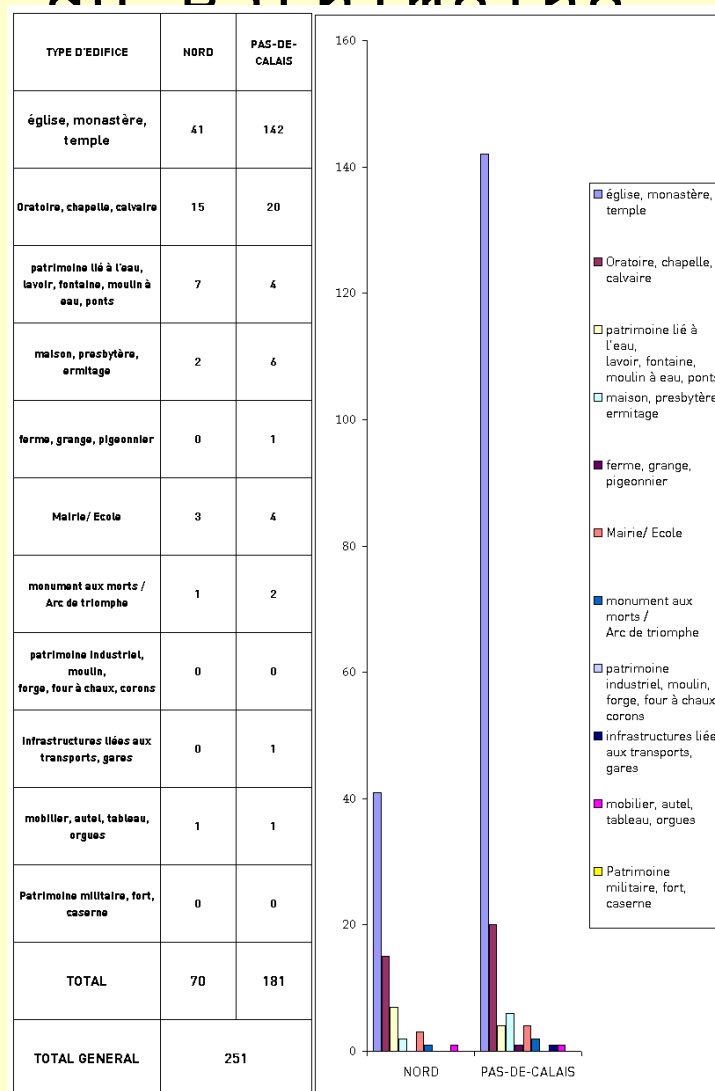 du Patrimoine
TYPE D'EDIFICE NORD PAS-DE-
CALAIS
église, monastère,
temple 41 142
Oratoire, chapelle, calvaire 15 20
patrimoine lié à l'eau,
lavoir, fontaine, moulin à
eau, ponts 7 4
maison, presbytère,
ermitage 2 6
ferme, grange, pigeonnier 0 1
Mairie/ Ecole 3 4
monument aux morts /
Arc de triomphe 1 2
patrimoine industriel,
moulin,
forge, four à chaux, corons 0 0
infrastructures liées aux
transports, gares 0 1
mobilier, autel, tableau,
orgues 1 1
Patrimoine militaire, fort,
caserne 0 0
TOTAL 70 181
TOTAL GENERAL 251
160
140
120
100
80
60
40
20
0
NORD PAS-DE-CALAIS
église, monastère,
temple
Oratoire, chapelle,
calvaire
patrimoine lié à
l'eau,
lavoir, fontaine,
moulin à eau, ponts
maison, presbytère
ermitage
ferme, grange,
pigeonnier
Mairie/ Ecole
monument aux
morts /
Arc de triomphe
patrimoine
industriel, moulin,
forge, four à chaux
corons
infrastructures liée
aux transports,
gares
mobilier, autel,
tableau, orgues
Patrimoine
militaire, fort,
caserne